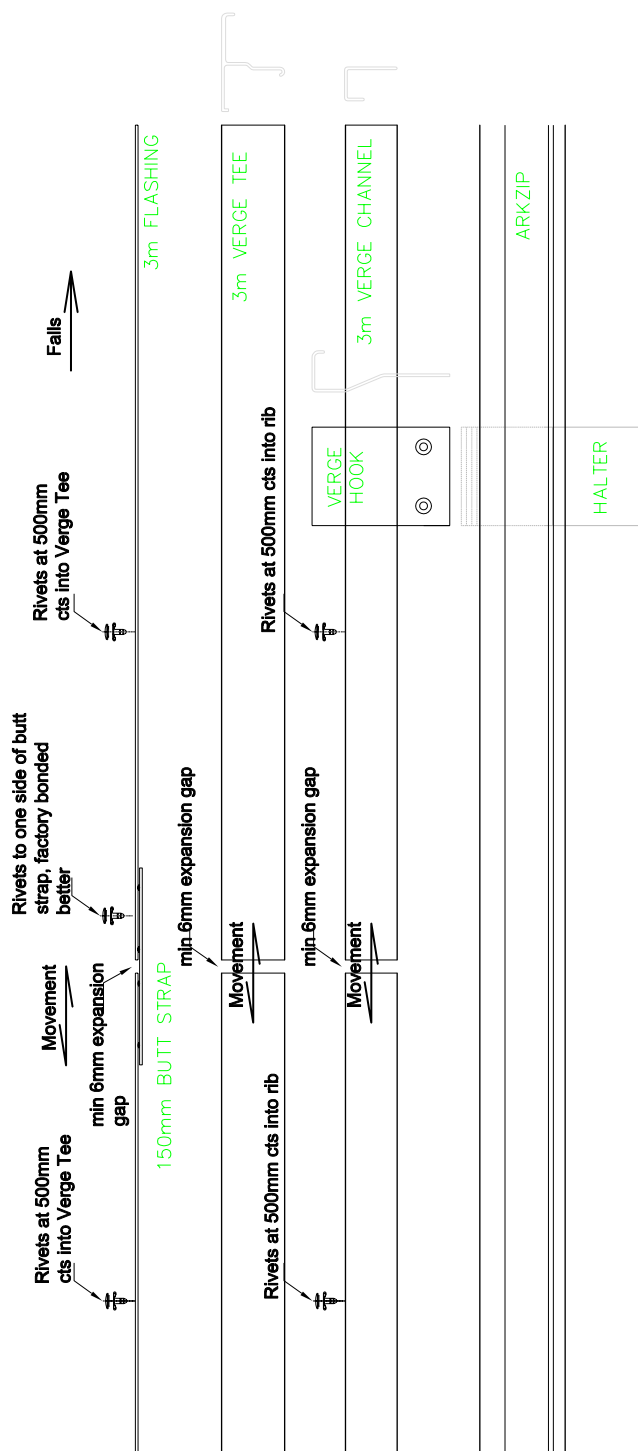 Rivets at 500mm
cts into Verge Tee
Movement
min 6mm expansion
gap
150mm BUTT STRAP
Rivets to one side of butt
strap, factory bonded
better
Rivets at 500mm
cts into Verge Tee
Falls
3m FLASHING
min 6mm expansion gap
Movement
3m VERGE TEE
Rivets at 500mm cts into rib
min 6mm expansion gap
Movement
Rivets at 500mm cts into rib
VERGE
HOOK
3m VERGE CHANNEL
ARKZIP
HALTER